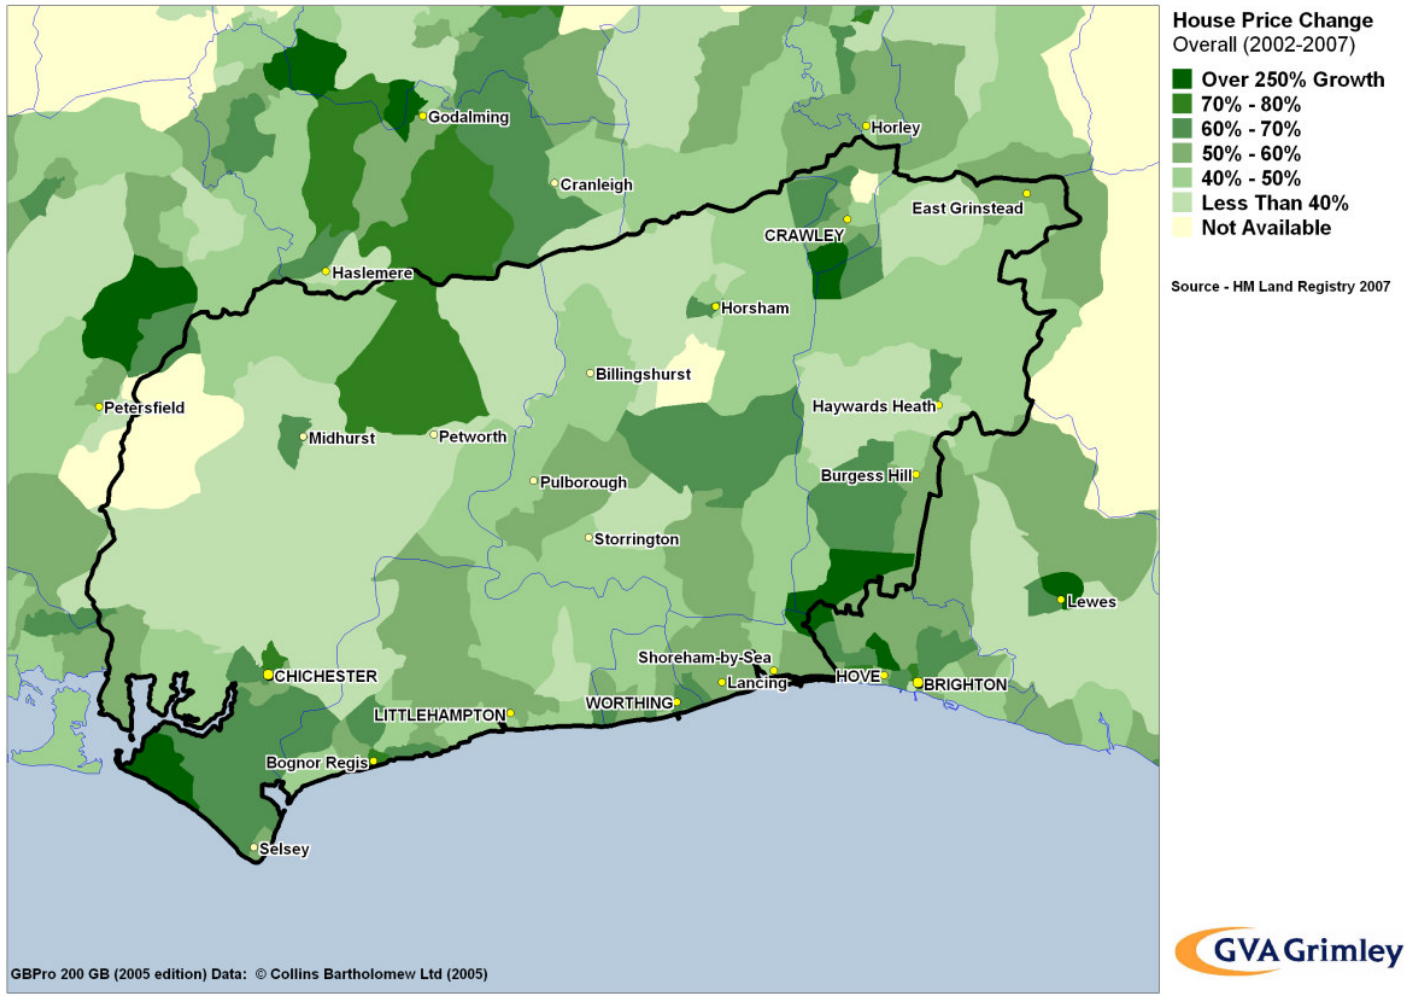 House Price Change
Overall (2002-2007)
Over 250% Growth
70% - 80%
60% - 70%
50% - 60%
40% - 50%
Less Than 40%
Not Available
Source - HM Land Registry 2007
Godalming
Horley
Cranleigh
East Grinstead
CRAWLEY
Haslemere
Horsham
Billingshurst
Petersfield
Haywards Heath
Midhurst
Petworth
Burgess Hill
Pulborough
Storrington
Lewes
Shoreham-by-Sea
CHICHESTER
HOVE
Lancing
BRIGHTON
WORTHING
LITTLEHAMPTON
Bognor Regis
Selsey
GVAGrimley
GBPro 200 GB (2005 edition) Data: © Collins Bartholomew Ltd (2005)